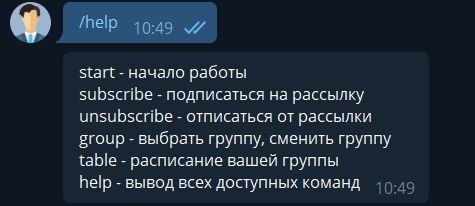 /help
10:49
start - начало работы
subscribe - подписаться на рассылку
unsubscribe - отписаться от рассылки
group - выбрать группу, сменить группу
table - расписание вашей группы
help - вывод всех доступных команд
10:49